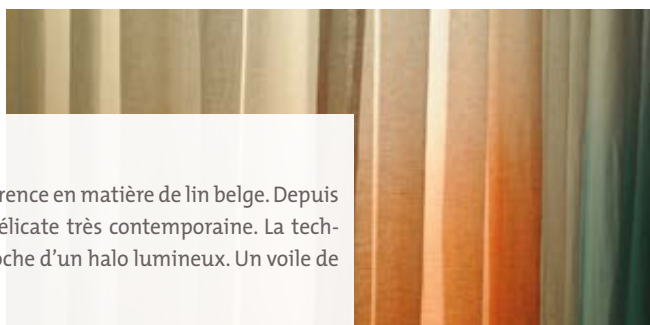 rence en matière de lin belge. Depuis
élicate très contemporaine. La tech-
oche d'un halo lumineux. Un voile de